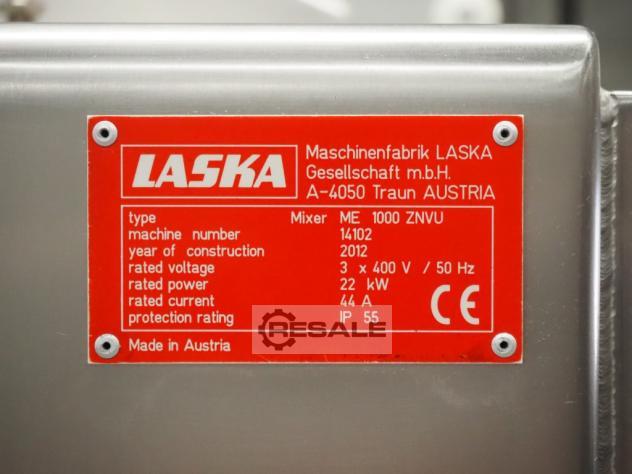 LASKA
Maschinenfabrik LASKA
Gesellschaft m.b.H.
A-4050 Traun AUSTRIA
type Mixer ME 1000 ZNVU
machine number 14102
year of construction 2012
rated voltage 3 x 400 V / 50 Hz
rated power 22 kW
rated current 44 A
protection rating IP 55
CE
RESALE
Made in Austria